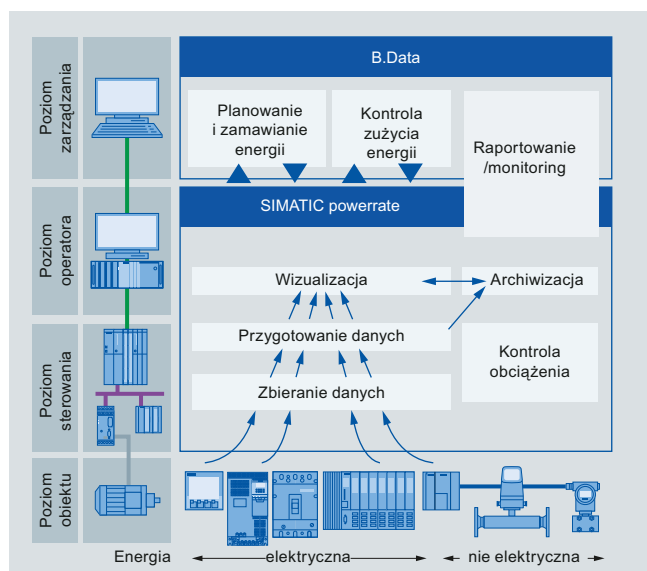 Poziom
zarządzania
B.Data
Planowanie
i zamawianie
energii
Kontrola
zużycia
energii
Raportowanie
/monitoring
Poziom
operatora
SIMATIC powerrate
Wizualizacja
Archiwizacja
Poziom
sterowania
Przygotowanie danych
Kontrola
obciążenia
Zbieranie danych
Poziom
obiektu
Energia
elektryczna
nie elektryczna